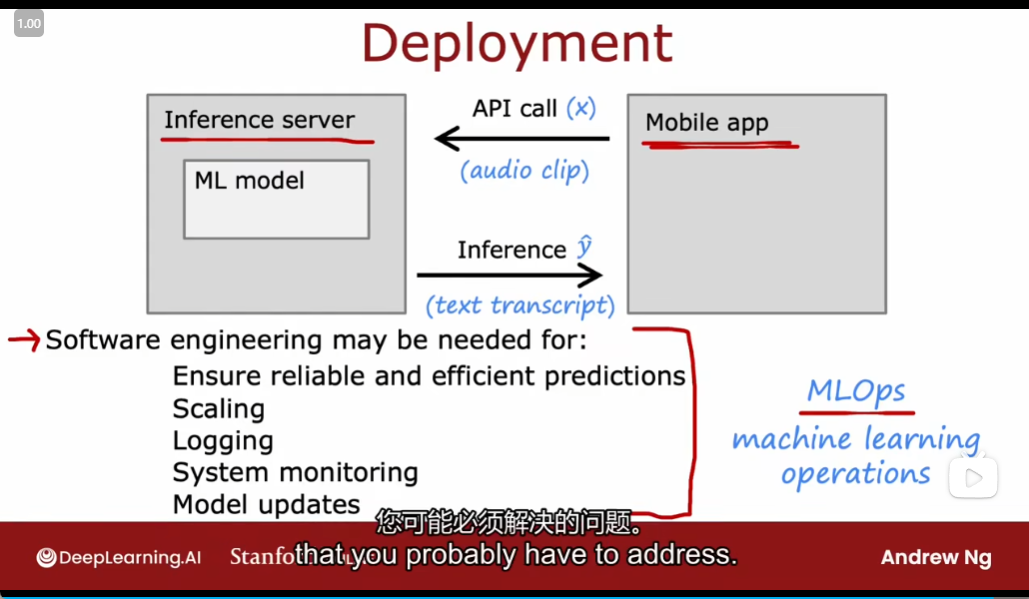 1.00
Deployment
Inference server
ML model
API call (x)
(audio clip)
Inference ŷ
(text transcript)
Mobile app
Software engineering may be needed for:
Ensure reliable and efficient predictions
Scaling
Logging
System monitoring
Model updates
MLOps
machine learning
operations
您可能必须解决的问题。
that you probably have to address.
DeepLearning.AI
Andrew Ng